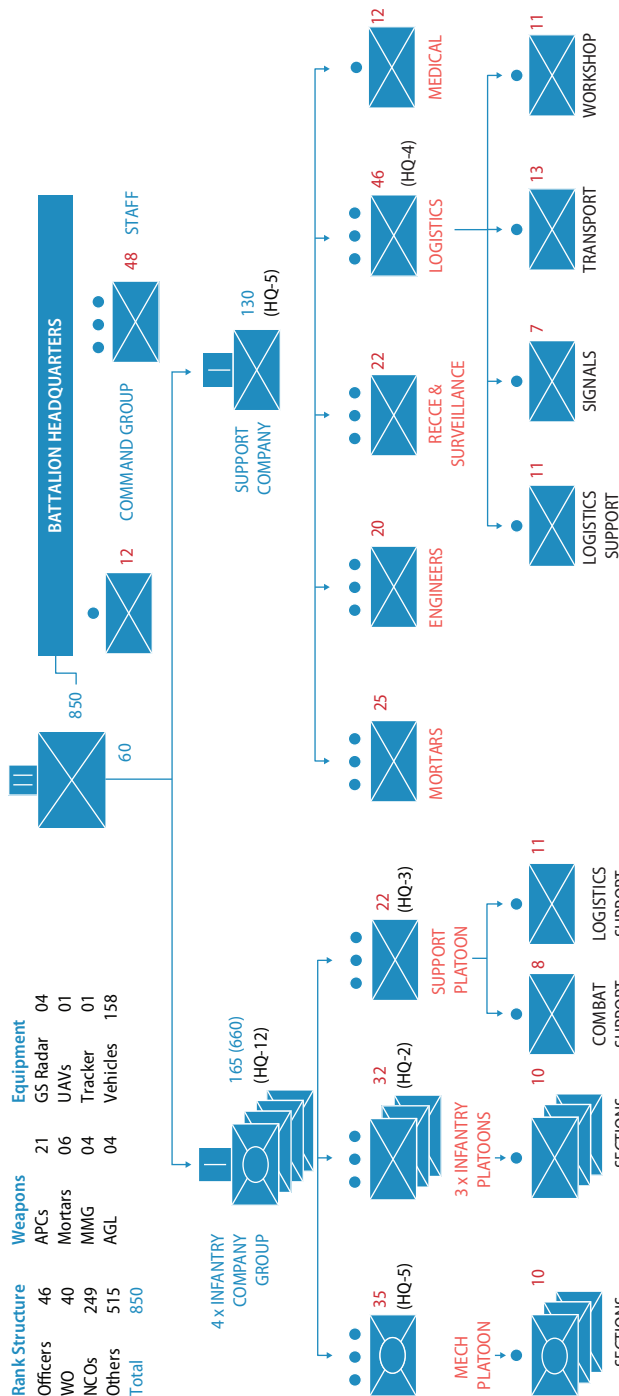 Rank Structure
Officers 46
WO 40
NCOs 249
Others 515
Total 850
Weapons
APCs 21
Mortars 06
MMG 04
AGL 04
Equipment
GS Radar 04
UAVs 01
Tracker 01
Vehicles 158
850
BATTALION HEADQUARTERS
60
12
COMMAND GROUP
48
STAFF
4 x INFANTRY
COMPANY
GROUP
165 (660)
(HQ-12)
SUPPORT
COMPANY
130
(HQ-5)
MECH
PLATOON
35
(HQ-5)
3 x INFANTRY
PLATOONS
32
(HQ-2)
SUPPORT
PLATOON
22
(HQ-3)
MORTARS
25
ENGINEERS
20
RECCE &
SURVEILLANCE
22
LOGISTICS
46
(HQ-4)
MEDICAL
12
10
SECTIONS
10
SECTIONS
COMBAT
SUPPORT
8
LOGISTICS
SUPPORT
11
LOGISTICS
SUPPORT
11
SIGNALS
7
TRANSPORT
13
WORKSHOP
11